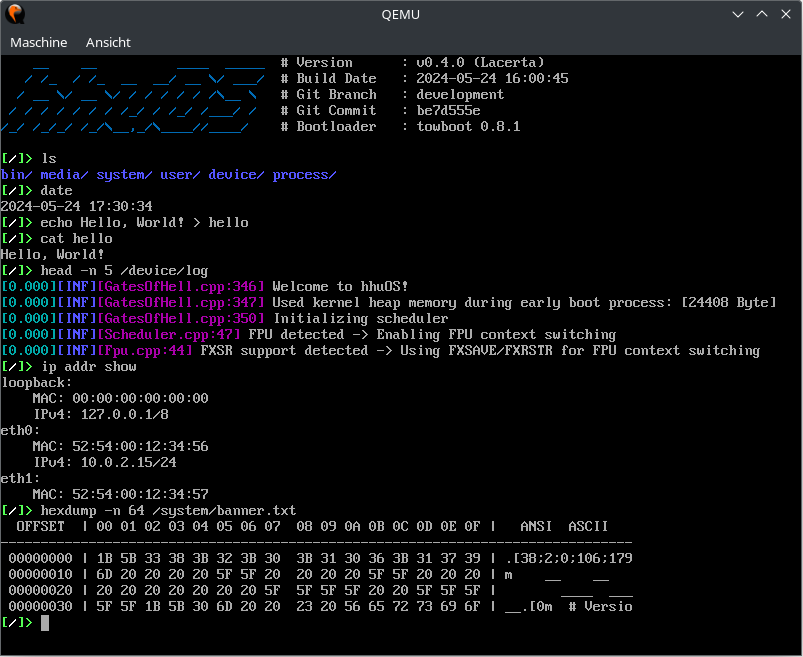 QEMU
Maschine Ansicht
# Version : v0.4.0 (Lacerta)
# Build Date : 2024-05-24 16:00:45
# Git Branch : development
# Git Commit : be7d555e
# Bootloader : towboot 0.8.1
[/]> ls
bin/ media/ system/ user/ device/ process/
[/]> date
2024-05-24 17:30:34
[/]> echo Hello, World! > hello
[/]> cat hello
Hello, World!
[/]> head -n 5 /device/log
[0.000][INF][GatesOfHell.cpp:346] Welcome to hhuOS!
[0.000][INF][GatesOfHell.cpp:347] Used kernel heap memory during early boot process: [24408 Byte]
[0.000][INF][GatesOfHell.cpp:350] Initializing scheduler
[0.000][INF][Scheduler.cpp:47] FPU detected -> Enabling FPU context switching
[0.000][INF][Fpu.cpp:44] FXSR support detected -> Using FXSAVE/FXRSTR for FPU context switching
[/]> ip addr show
loopback:
    MAC: 00:00:00:00:00:00
    IPv4: 127.0.0.1/8
eth0:
    MAC: 52:54:00:12:34:56
    IPv4: 10.0.2.15/24
eth1:
    MAC: 52:54:00:12:34:57
[/]> hexdump -n 64 /system/banner.txt
  OFFSET  | 00 01 02 03 04 05 06 07  08 09 0A 0B 0C 0D 0E 0F |   ANSI  ASCII
-------------------------------------------------------------------------------
 00000000 | 1B 5B 33 38 3B 32 3B 30  3B 31 30 36 3B 31 37 39 | .[38;2;0;106;179
 00000010 | 6D 20 20 20 20 5F 5F 20  20 20 20 5F 5F 20 20 20 | m    __    __
 00000020 | 20 20 20 20 20 20 20 5F  5F 5F 5F 20 20 5F 5F 5F |        ____  ___
 00000030 | 5F 5F 1B 5B 30 6D 20 20  23 20 56 65 72 73 69 6F | __.[0m  # Versio
[/]>